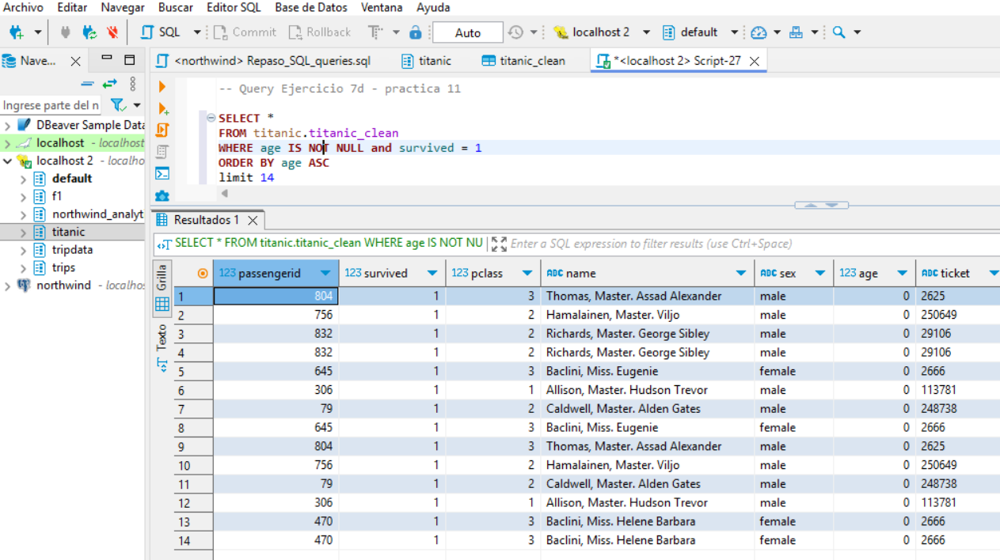 Archivo Editar Navegar Buscar Editor SQL Base de Datos Ventana Ayuda
SQL Commit Rollback Auto localhost 2 default
Nave... <northwind> Repaso_SQL_queries.sql titanic titanic_clean *<localhost 2> Script-27
Ingrese parte del n
DBeaver Sample Data
localhost - localhost
localhost 2 - localho
default
f1
northwind_analyt
titanic
tripdata
trips
northwind - localhos
-- Query Ejercicio 7d - practica 11
SELECT *
FROM titanic.titanic_clean
WHERE age IS NOT NULL and survived = 1
ORDER BY age ASC
limit 14
Resultados 1
SELECT * FROM titanic.titanic_clean WHERE age IS NOT NU Enter a SQL expression to filter results (use Ctrl+Space)
Grilla
Texto
123 passengerid 123 survived 123 pclass ABC name ABC sex 123 age ABC ticket
1 804 1 3 Thomas, Master. Assad Alexander male 0 2625
2 756 1 2 Hamalainen, Master. Viljo male 0 250649
3 832 1 2 Richards, Master. George Sibley male 0 29106
4 832 1 2 Richards, Master. George Sibley male 0 29106
5 645 1 3 Baclini, Miss. Eugenie female 0 2666
6 306 1 1 Allison, Master. Hudson Trevor male 0 113781
7 79 1 2 Caldwell, Master. Alden Gates male 0 248738
8 645 1 3 Baclini, Miss. Eugenie female 0 2666
9 804 1 3 Thomas, Master. Assad Alexander male 0 2625
10 756 1 2 Hamalainen, Master. Viljo male 0 250649
11 79 1 2 Caldwell, Master. Alden Gates male 0 248738
12 306 1 1 Allison, Master. Hudson Trevor male 0 113781
13 470 1 3 Baclini, Miss. Helene Barbara female 0 2666
14 470 1 3 Baclini, Miss. Helene Barbara female 0 2666